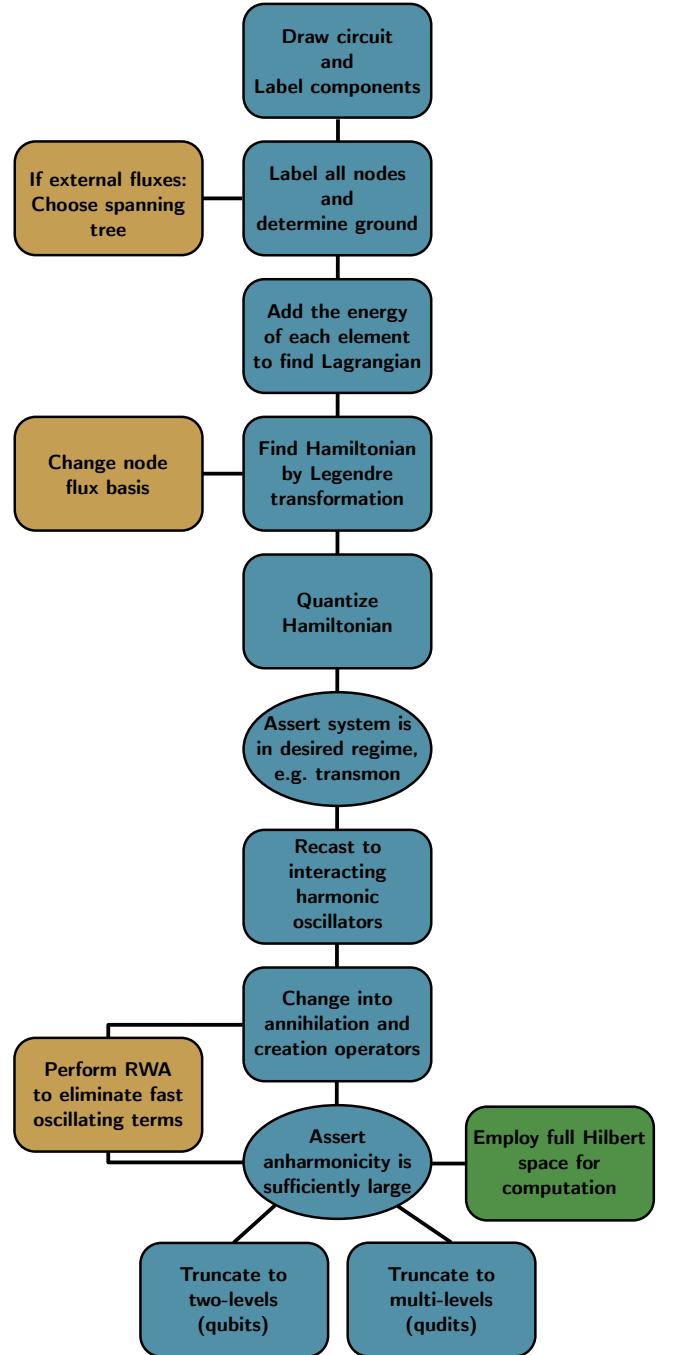 Draw circuit
and
Label components
If external fluxes:
Choose spanning
tree
Label all nodes
and
determine ground
Add the energy
of each element
to find Lagrangian
Change node
flux basis
Find Hamiltonian
by Legendre
transformation
Quantize
Hamiltonian
Assert system is
in desired regime,
e.g. transmon
Recast to
interacting
harmonic
oscillators
Change into
annihilation and
creation operators
Perform RWA
to eliminate fast
oscillating terms
Assert
anharmonicity is
sufficiently large
Employ full Hilbert
space for
computation
Truncate to
two-levels
(qubits)
Truncate to
multi-levels
(qudits)